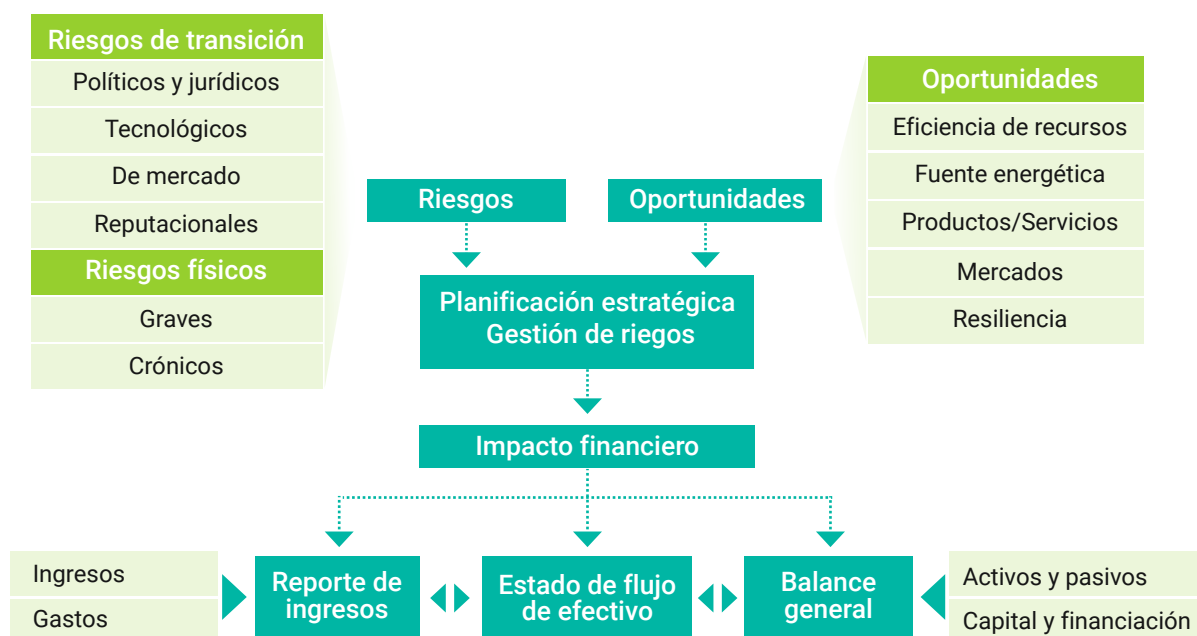 Riesgos de transición
Políticos y jurídicos
Tecnológicos
De mercado
Reputacionales
Riesgos físicos
Graves
Crónicos
Riesgos
Oportunidades
Oportunidades
Eficiencia de recursos
Fuente energética
Productos/Servicios
Mercados
Resiliencia
Planificación estratégica
Gestión de riegos
Impacto financiero
Ingresos
Gastos
Reporte de
ingresos
Estado de flujo
de efectivo
Balance
general
Activos y pasivos
Capital y financiación